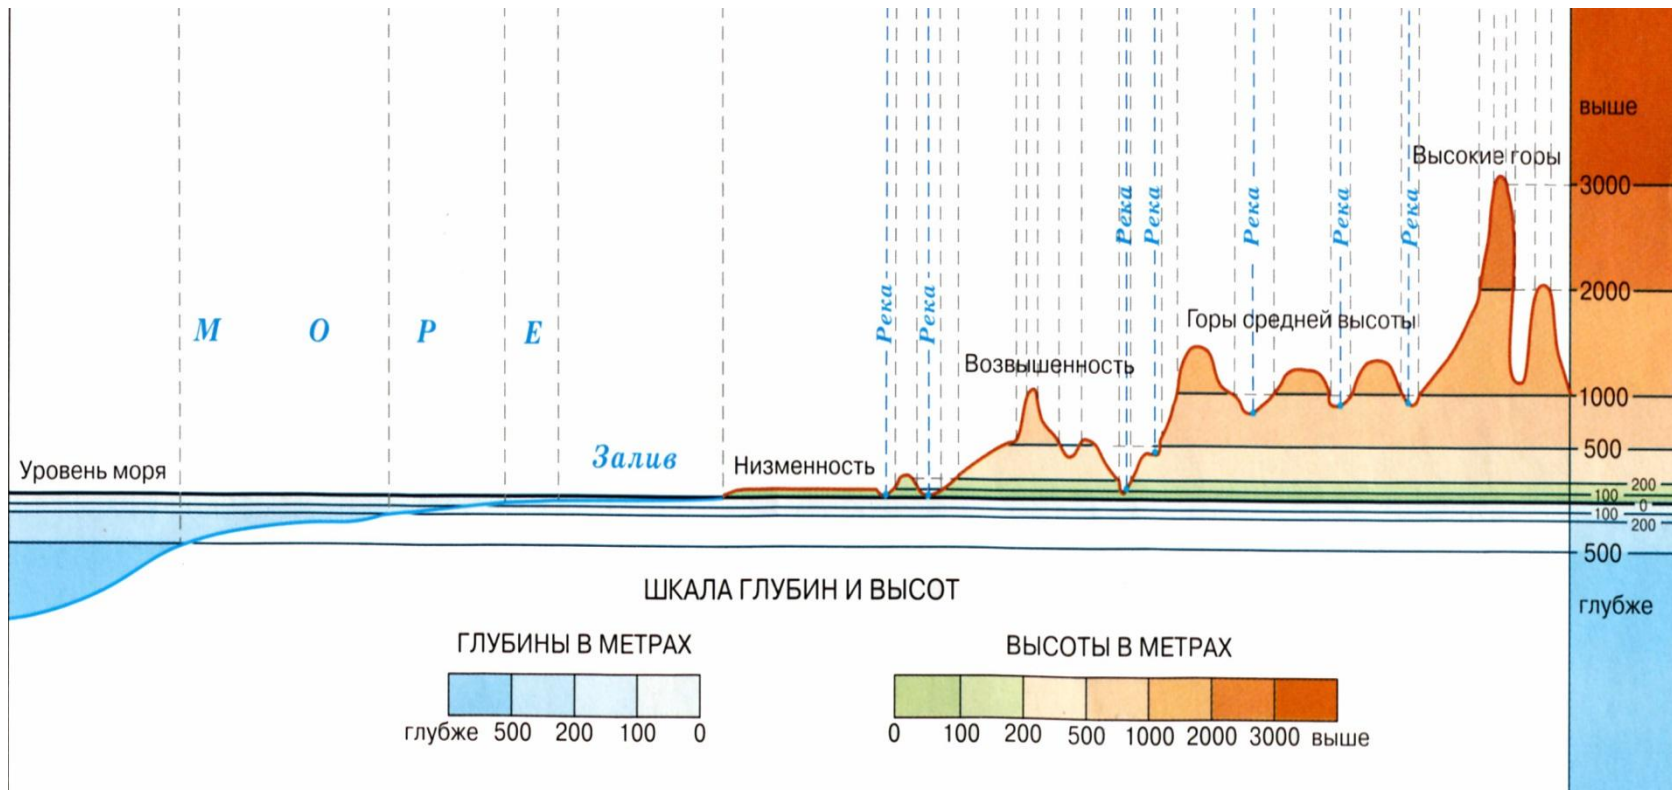 выше
Высокие горы
3000
Река
Река
Река
Река
Река
Река
Река
2000
Горы средней высоты
М О Р Е
Возвышенность
1000
500
Залив
Низменность
Уровень моря
200
100
0
100
200
500
глубже
ШКАЛА ГЛУБИН И ВЫСОТ
ГЛУБИНЫ В МЕТРАХ
глубже 500 200 100 0
ВЫСОТЫ В МЕТРАХ
0 100 200 500 1000 2000 3000 выше